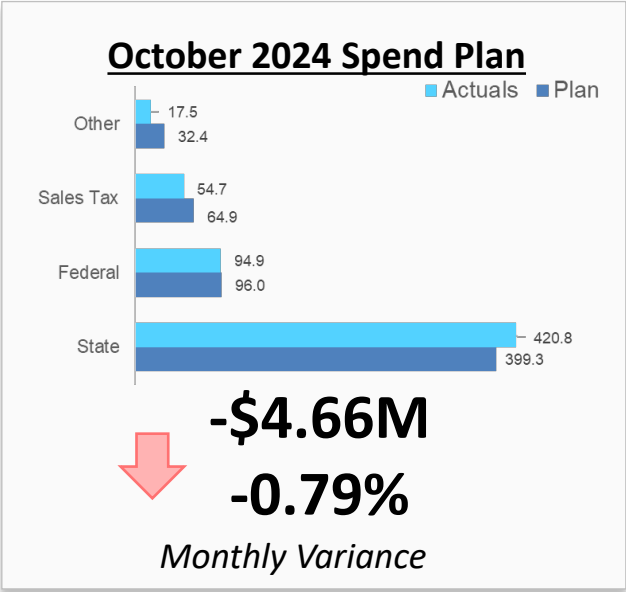 October 2024 Spend Plan
Actuals Plan
Other 17.5
32.4
Sales Tax 54.7
64.9
Federal 94.9
96.0
State 420.8
399.3
-$4.66M
-0.79%
Monthly Variance